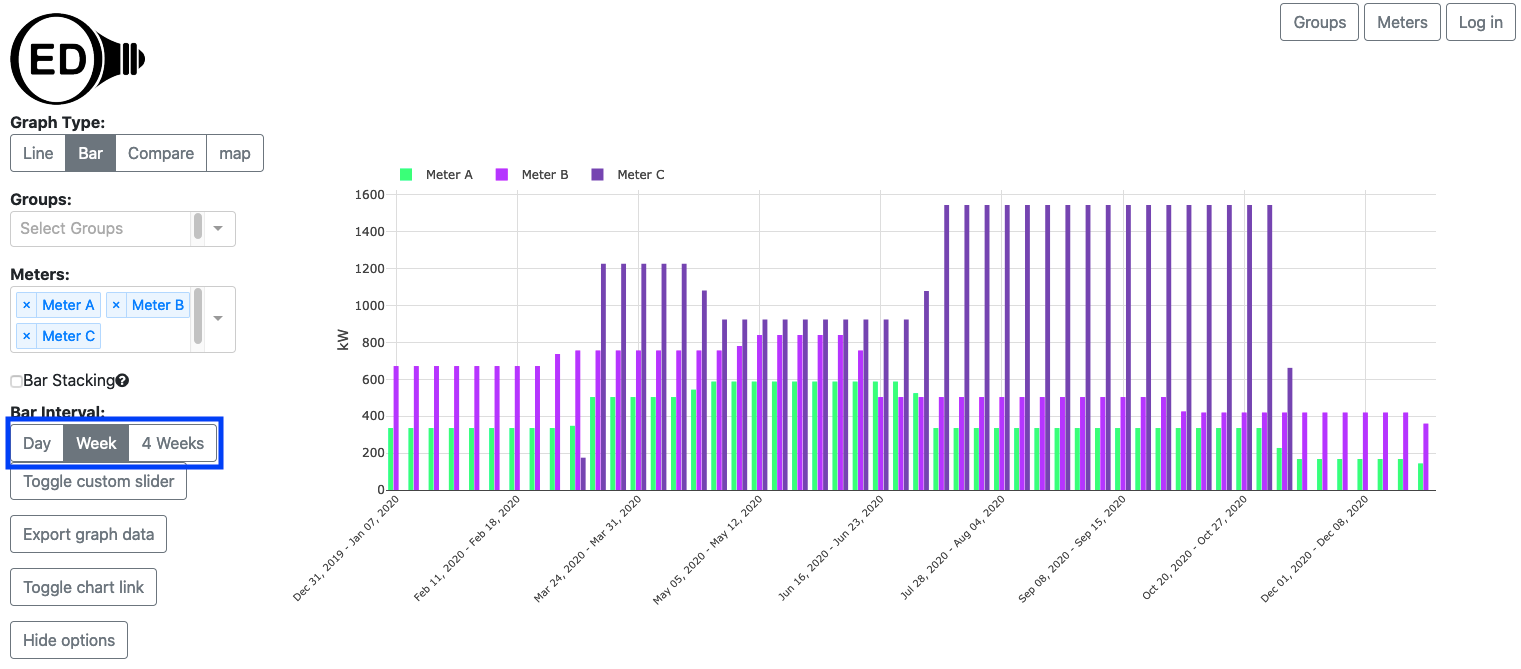 Groups Meters Log in
ED
Graph Type:
Line Bar Compare map
Groups:
Select Groups
Meters:
× Meter A × Meter B
× Meter C
Bar Stacking?
Bar Interval:
Day Week 4 Weeks
Toggle custom slider
Export graph data
Toggle chart link
Hide options
Meter A Meter B Meter C
1600
1400
1200
1000
800
600
400
200
0
kW
Dec 31, 2019 - Jan 07, 2020
Feb 11, 2020 - Feb 18, 2020
Mar 24, 2020 - Mar 31, 2020
May 05, 2020 - May 12, 2020
Jun 16, 2020 - Jun 23, 2020
Jul 28, 2020 - Aug 04, 2020
Sep 08, 2020 - Sep 15, 2020
Oct 20, 2020 - Oct 27, 2020
Dec 01, 2020 - Dec 08, 2020